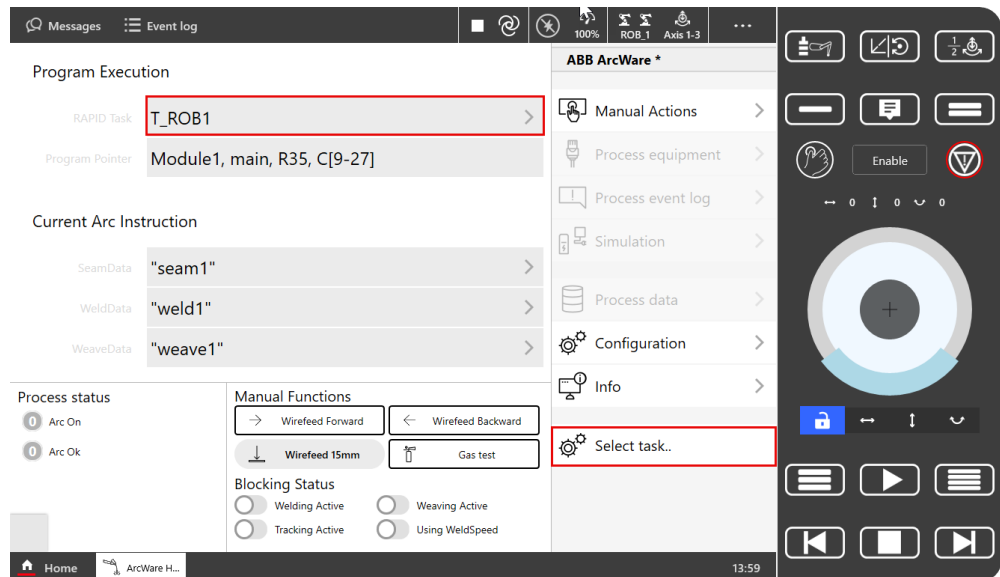 Messages
Event log
100%
ROB_1
Axis 1-3
...
Program Execution
RAPID Task
T_ROB1
Program Pointer
Module1, main, R35, C[9-27]
Current Arc Instruction
SeamData
"seam1"
WeldData
"weld1"
WeaveData
"weave1"
Process status
0 Arc On
0 Arc Ok
Manual Functions
Wirefeed Forward
Wirefeed Backward
Wirefeed 15mm
Gas test
Blocking Status
Welding Active
Weaving Active
Tracking Active
Using WeldSpeed
ABB ArcWare *
Manual Actions
Process equipment
Process event log
Simulation
Process data
Configuration
Info
Select task..
Home
ArcWare H...
13:59
1/2
Enable
0 0 0